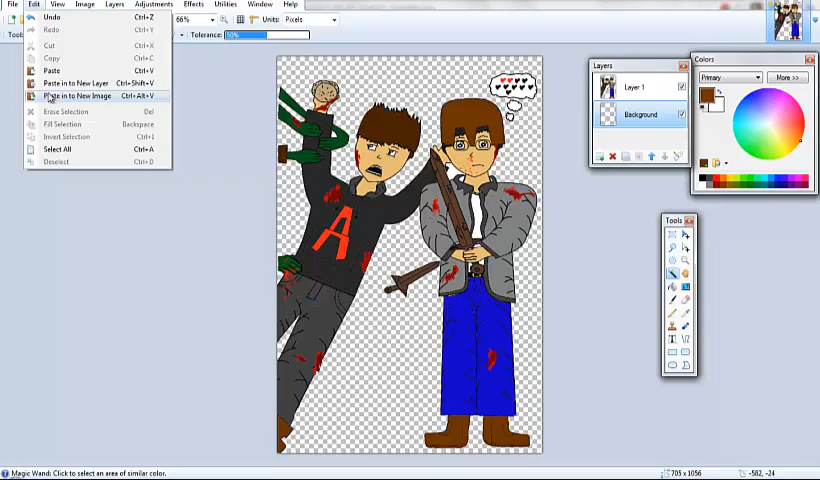 File Edit View Image Layers Adjustments Effects Utilities Window Help
66% Units: Pixels
Tolerance: 50%
Undo Ctrl+Z
Redo Ctrl+Y
Cut Ctrl+X
Copy Ctrl+C
Paste Ctrl+V
Paste in to New Layer Ctrl+Shift+V
Paste in to New Image Ctrl+Alt+V
Erase Selection Del
Fill Selection Backspace
Invert Selection Ctrl+I
Select All Ctrl+A
Deselect Ctrl+D
A
Layers
Layer 1
Background
Colors
Primary More >>
Tools
Magic Wand: Click to select an area of similar color.
705 x 1056
-582, -24